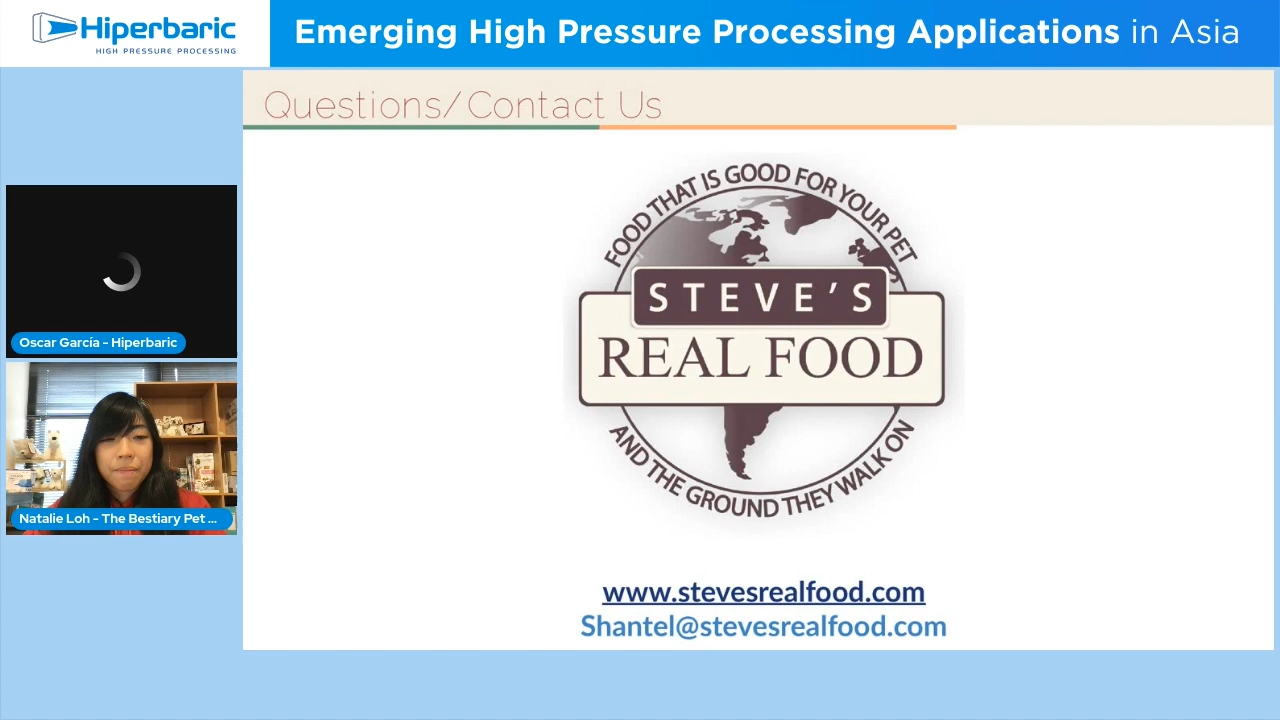 Hiperbaric
HIGH PRESSURE PROCESSING
Emerging High Pressure Processing Applications in Asia
Questions/Contact Us
FOOD THAT IS GOOD FOR YOUR PET
STEVE'S
REAL FOOD
AND THE GROUND THEY WALK ON
www.stevesrealfood.com
Shantel@stevesrealfood.com
Oscar García - Hiperbaric
Natalie Loh - The Bestiary Pet ...